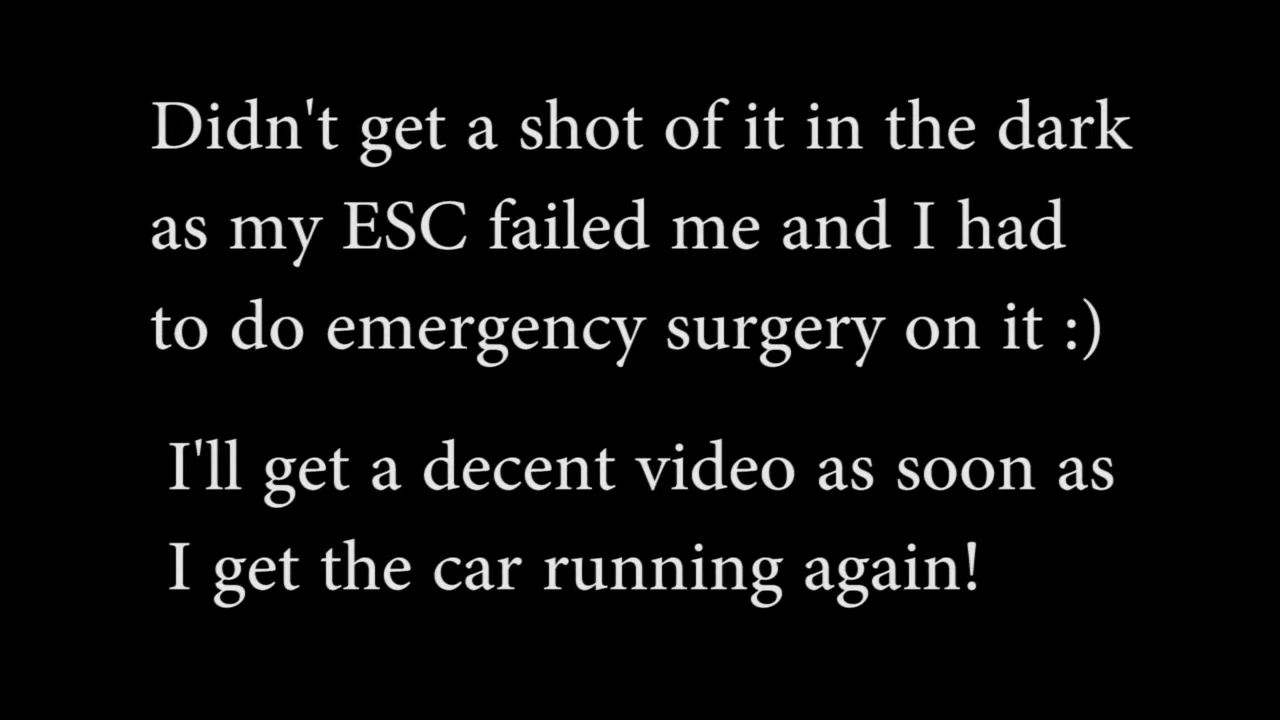 Didn't get a shot of it in the dark
as my ESC failed me and I had
to do emergency surgery on it :)
I'll get a decent video as soon as
I get the car running again!